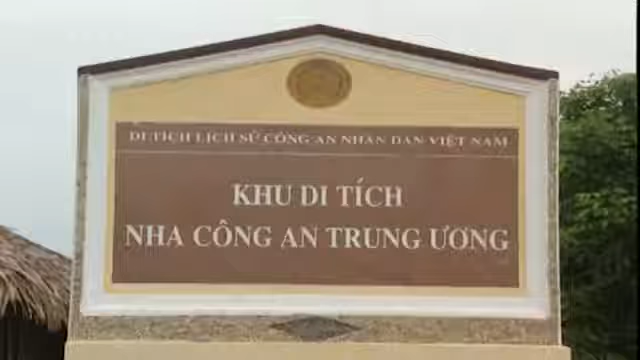 DI TÍCH LỊCH SỬ CÔNG AN NHÂN DÂN VIỆT NAM
KHU DI TÍCH
NHA CÔNG AN TRUNG ƯƠNG